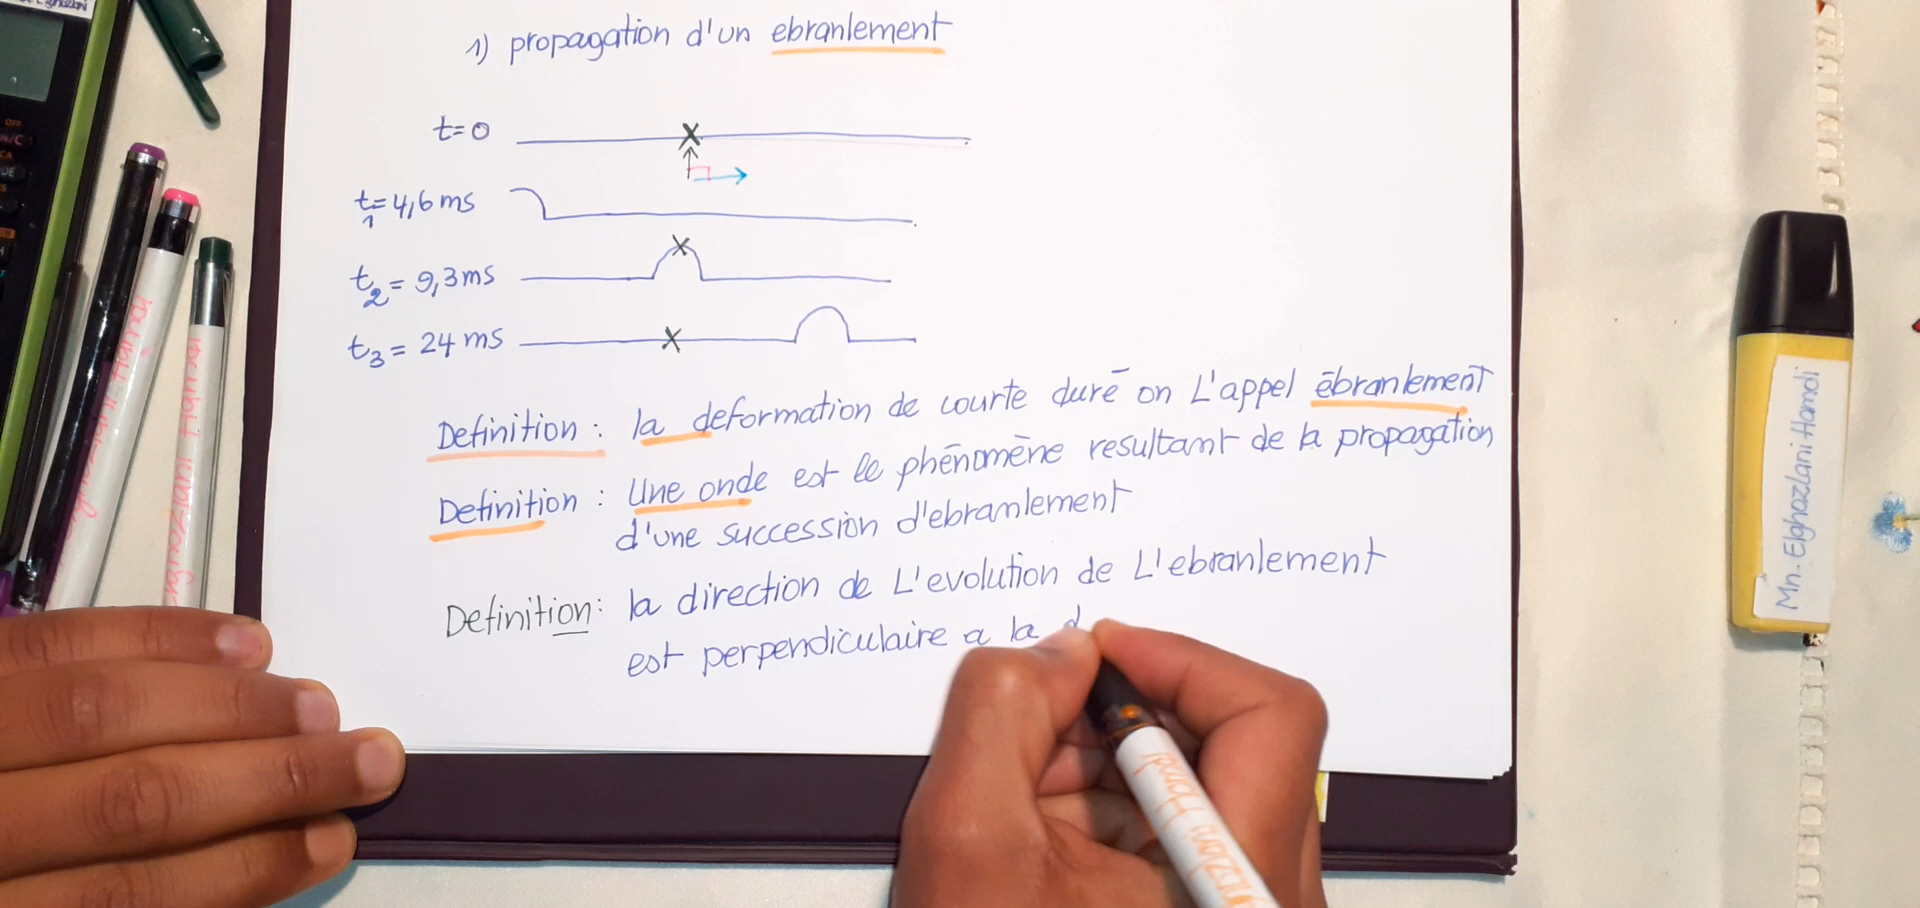 1) propagation d'un ebranlement
t=0
t1=4,6 ms
t2 = 9,3 ms
t3 = 24 ms
Definition : la deformation de courte duré on L'appel ébranlement
Definition : Une onde est le phénomène resultant de la propagation
d'une succession d'ebranlement
Definition: la direction de L'evolution de L'ebranlement
est perpendiculaire a la d
Mn. Elghazlani Hamdi
OFF